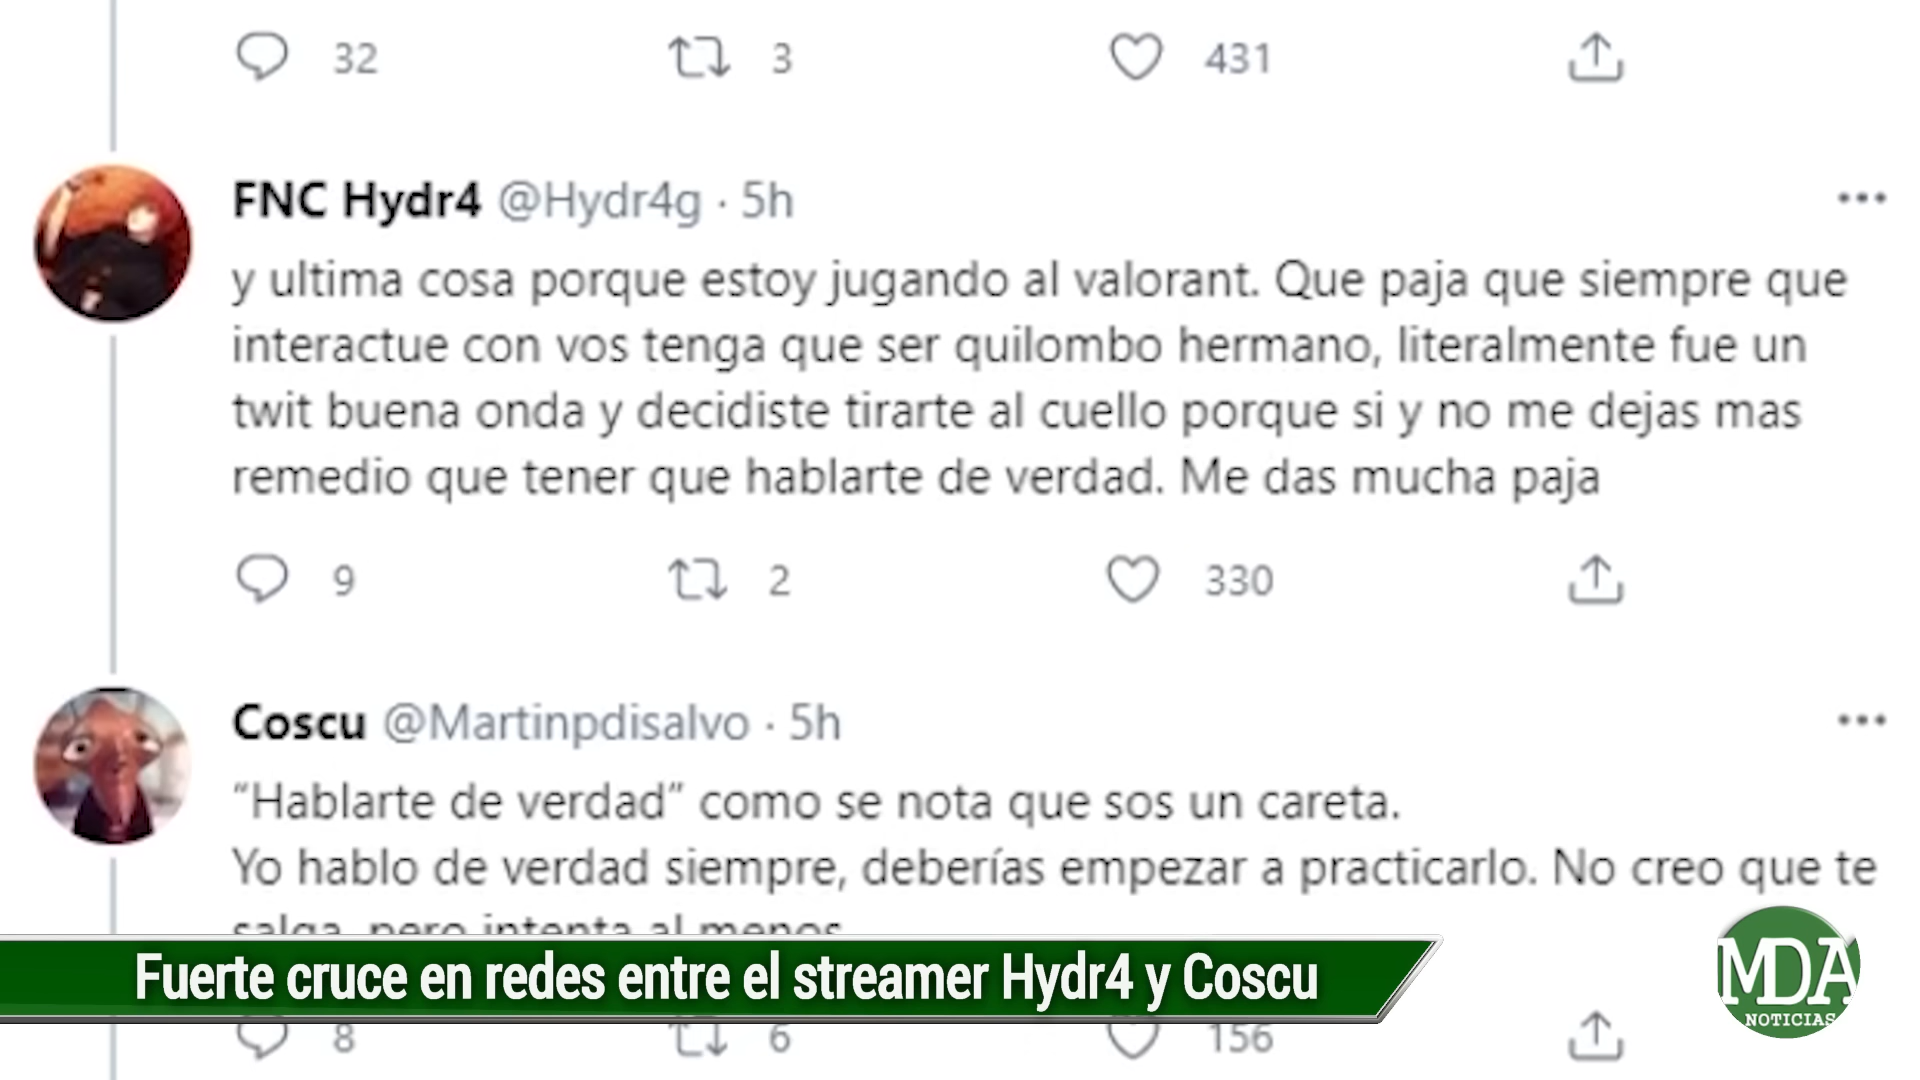 32 3 431
FNC Hydr4 @Hydr4g · 5h
y ultima cosa porque estoy jugando al valorant. Que paja que siempre que
interactue con vos tenga que ser quilombo hermano, literalmente fue un
twit buena onda y decidiste tirarte al cuello porque si y no me dejas mas
remedio que tener que hablarte de verdad. Me das mucha paja
9 2 330
Coscu @Martinpdisalvo · 5h
“Hablarte de verdad” como se nota que sos un careta.
Yo hablo de verdad siempre, deberías empezar a practicarlo. No creo que te
salga, pero intenta al menos
Fuerte cruce en redes entre el streamer Hydr4 y Coscu
MDA
NOTICIAS
8 6 156